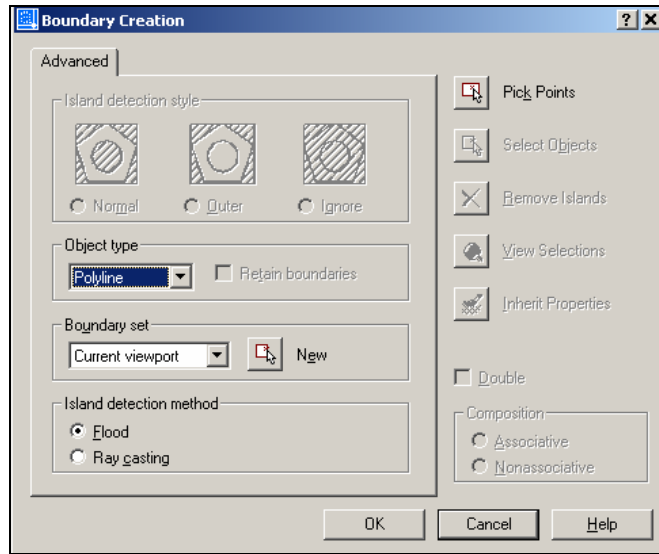 Boundary Creation
Advanced
Island detection style
Normal
Outer
Ignore
Object type
Polyline
Retain boundaries
Boundary set
Current viewport
New
Island detection method
Flood
Ray casting
Pick Points
Select Objects
Remove Islands
View Selections
Inherit Properties
Double
Composition
Associative
Nonassociative
OK
Cancel
Help